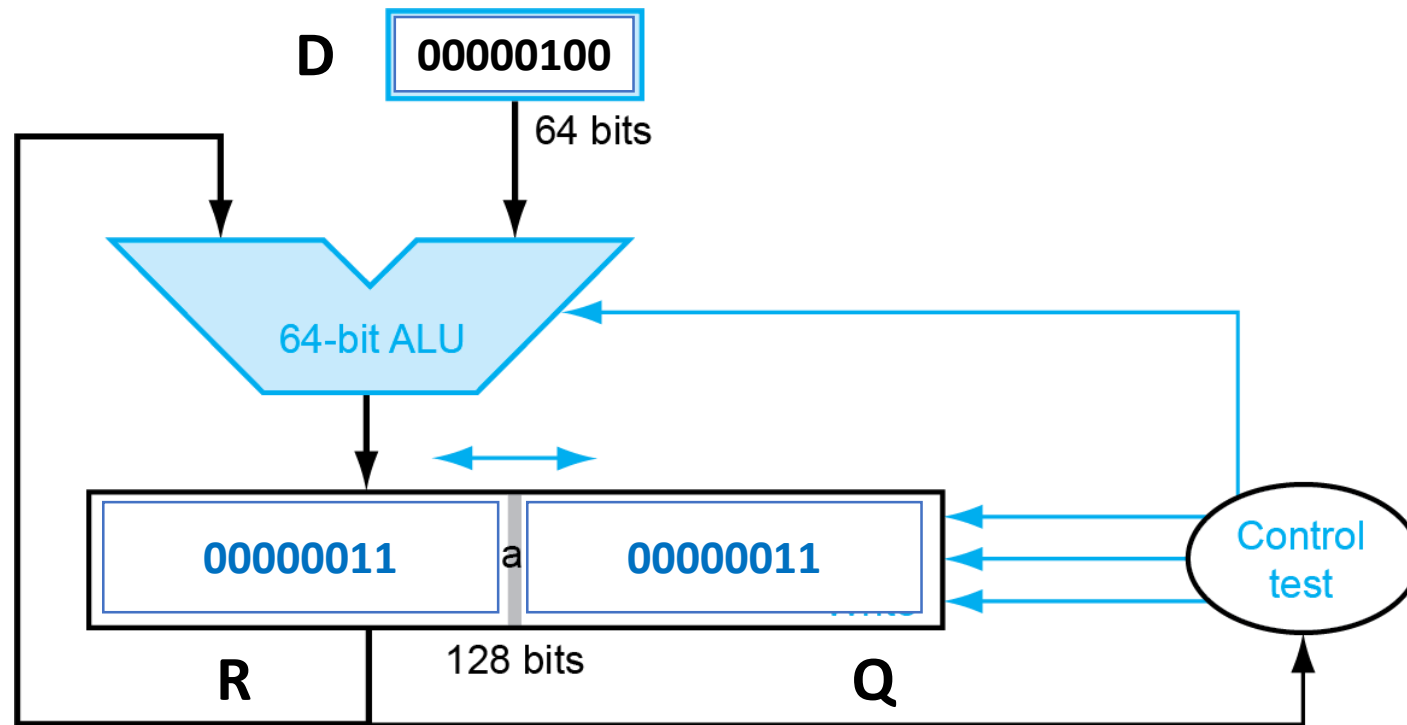 D
00000100
64 bits
64-bit ALU
00000011
a
00000011
Control
test
128 bits
R
Q